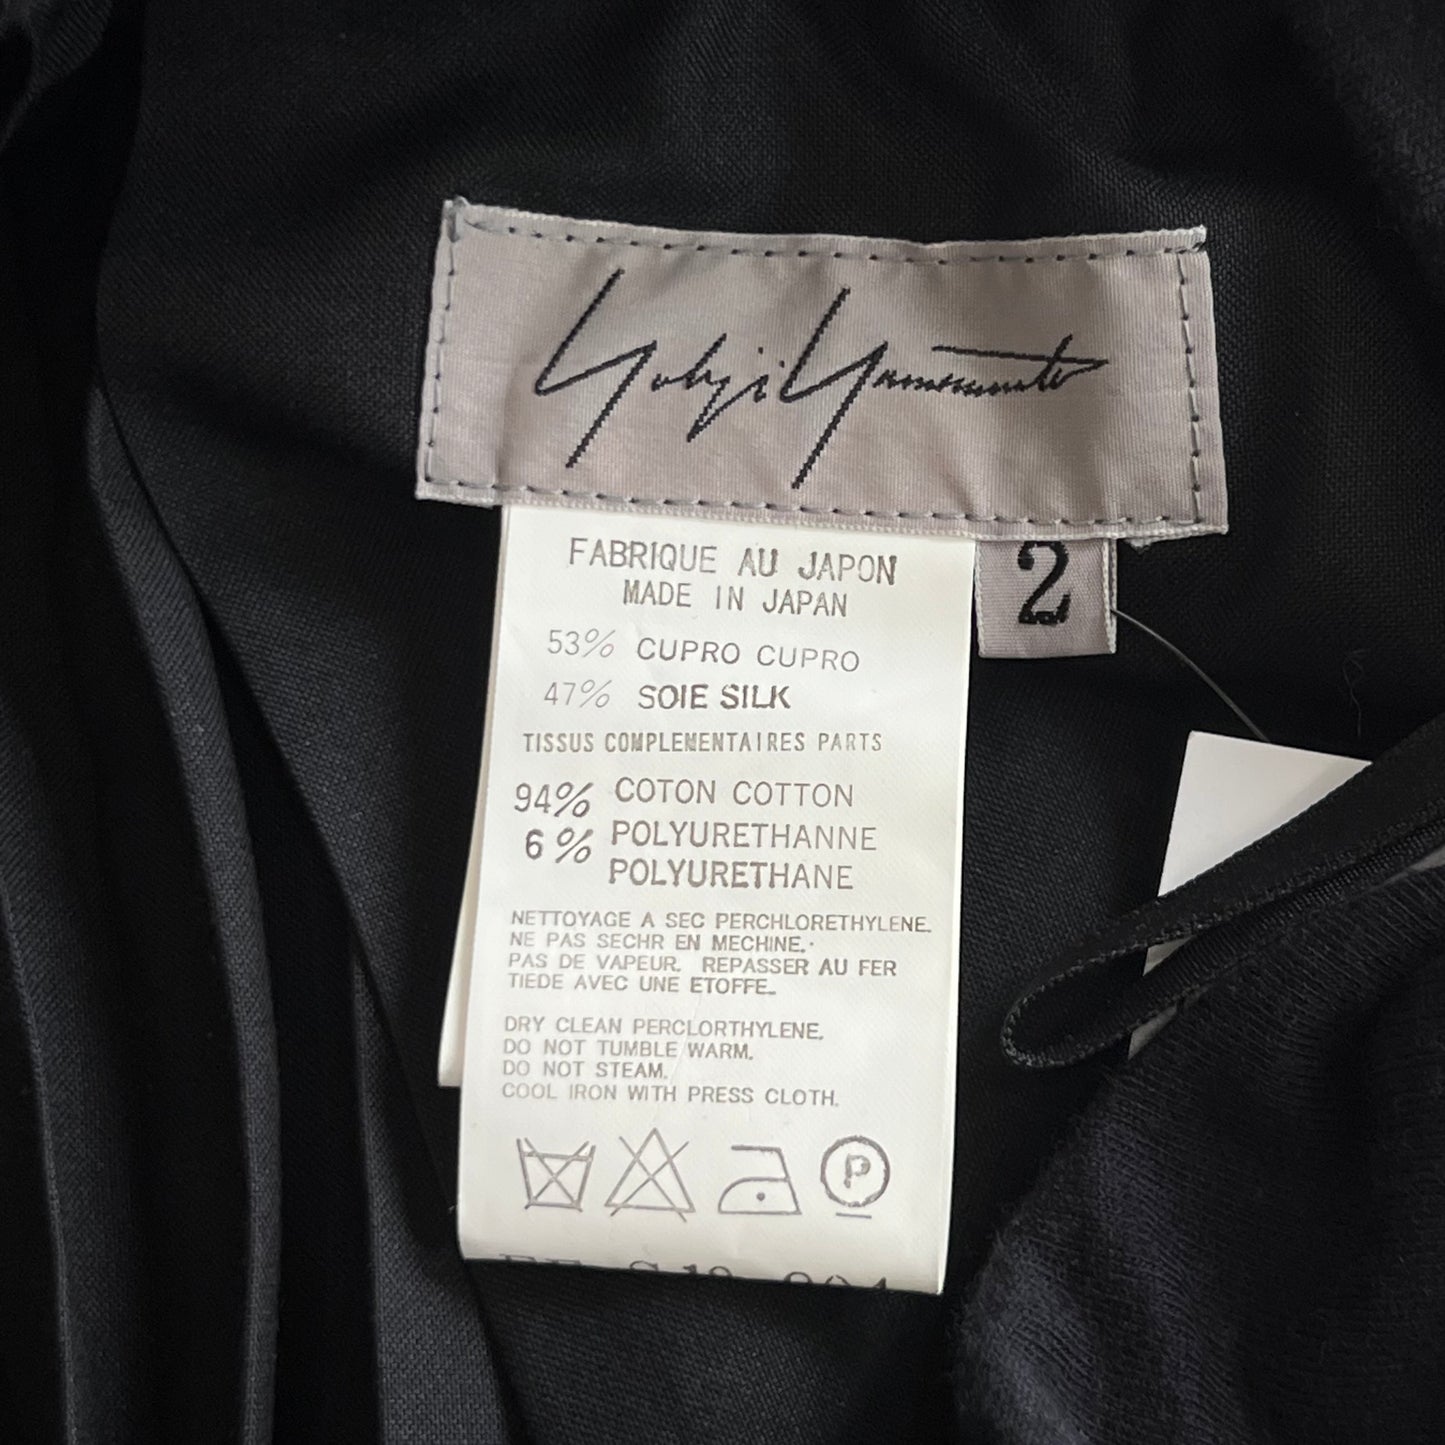 Yohji Yamamoto
2
FABRIQUE AU JAPON
MADE IN JAPAN
53% CUPRO CUPRO
47% SOIE SILK
TISSUS COMPLEMENTAIRES PARTS
94% COTON COTTON
6% POLYURETHANNE
POLYURETHANE
NETTOYAGE A SEC PERCHLORETHYLENE.
NE PAS SECHR EN MECHINE.
PAS DE VAPEUR. REPASSER AU FER
TIEDE AVEC UNE ETOFFE.
DRY CLEAN PERCLORTHYLENE.
DO NOT TUMBLE WARM.
DO NOT STEAM.
COOL IRON WITH PRESS CLOTH.
P